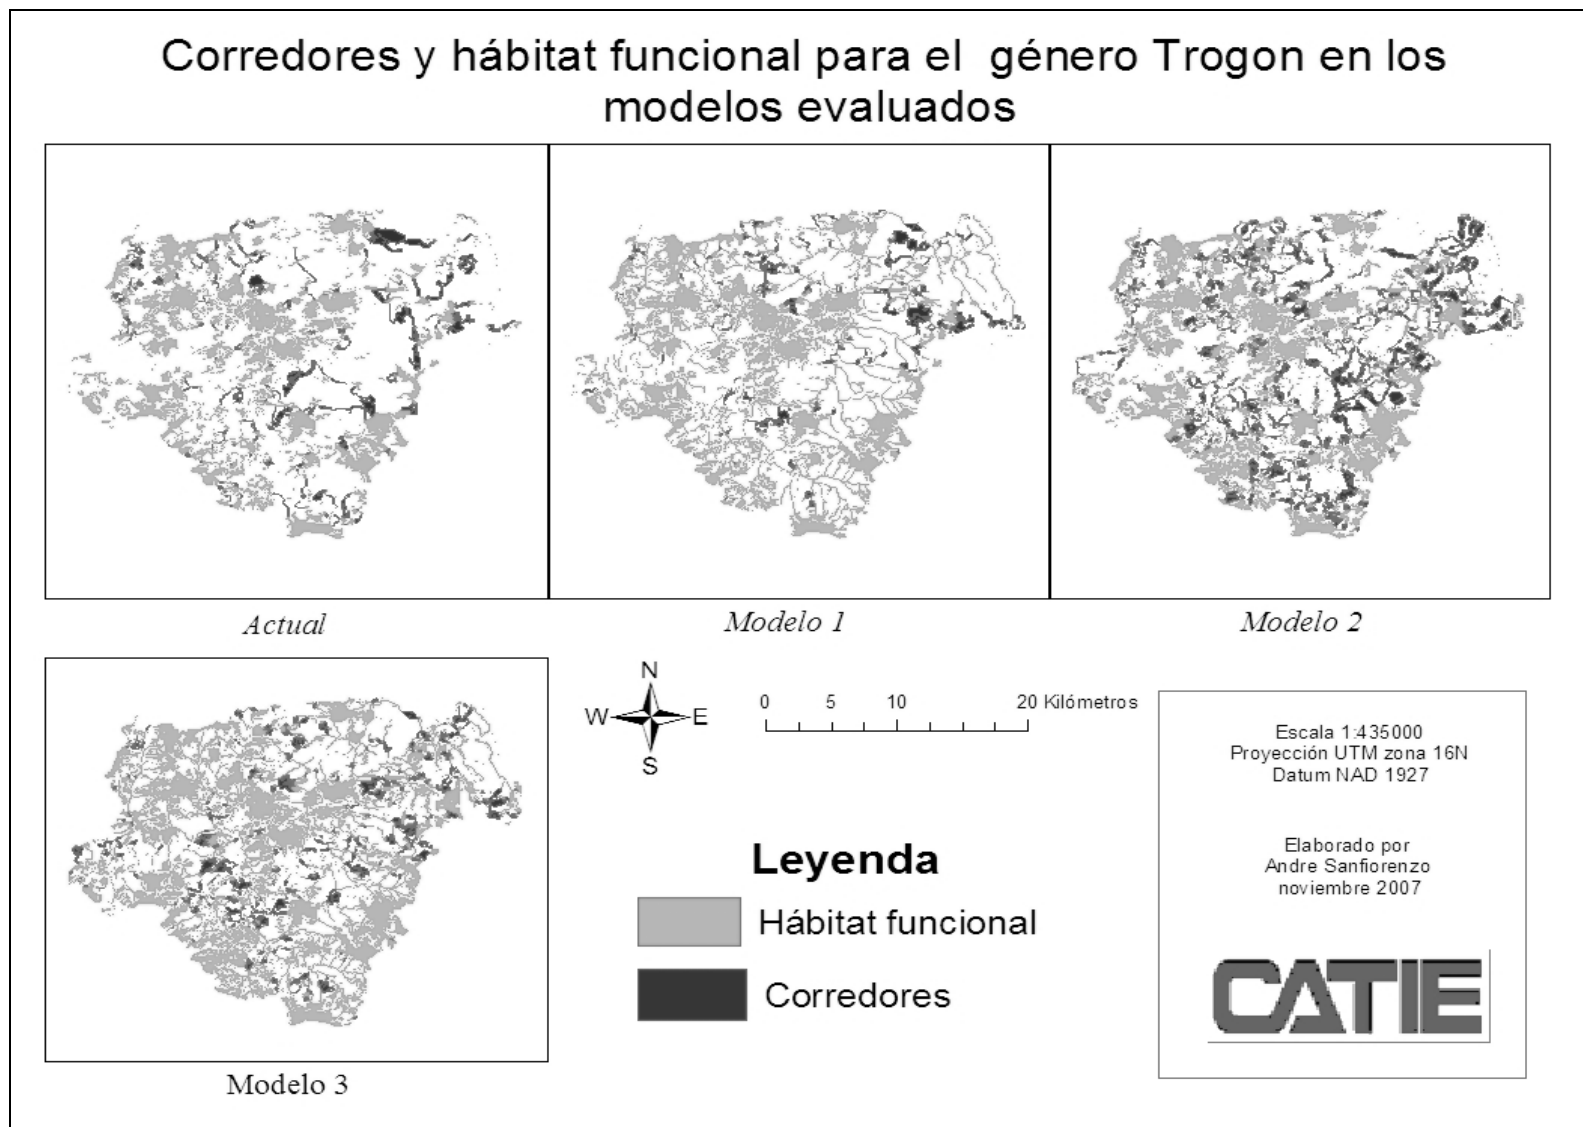 Corredores y hábitat funcional para el género Trogon en los
modelos evaluados
Actual
Modelo 1
Modelo 2
Modelo 3
N
W E
S
0 5 10 20 Kilómetros
Leyenda
Hábitat funcional
Corredores
Escala 1:435000
Proyección UTM zona 16N
Datum NAD 1927
Elaborado por
Andre Sanfiorenzo
noviembre 2007
CATIE